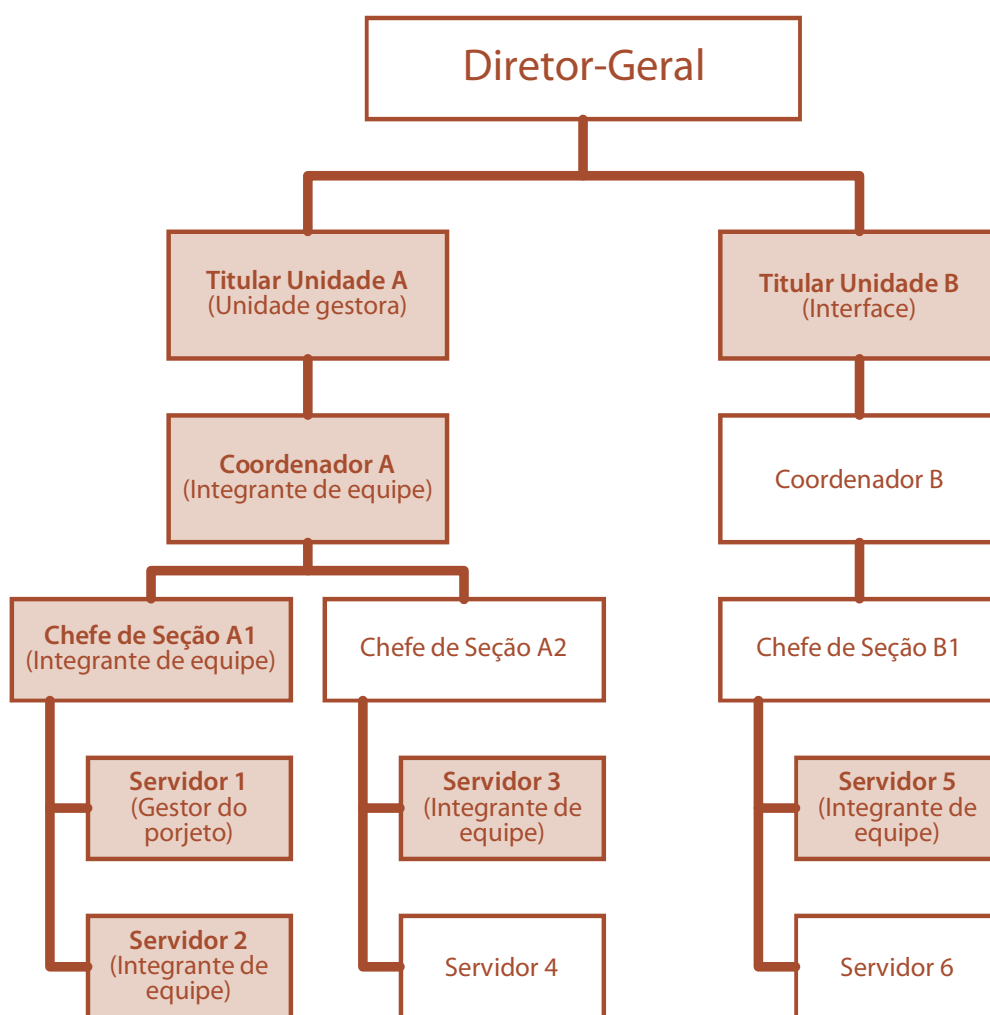 Diretor-Geral
Titular Unidade A
(Unidade gestora)
Titular Unidade B
(Interface)
Coordenador A
(Integrante de equipe)
Coordenador B
Chefe de Seção A1
(Integrante de equipe)
Chefe de Seção A2
Chefe de Seção B1
Servidor 1
(Gestor do
porjeto)
Servidor 3
(Integrante de
equipe)
Servidor 5
(Integrante de
equipe)
Servidor 2
(Integrante de
equipe)
Servidor 4
Servidor 6